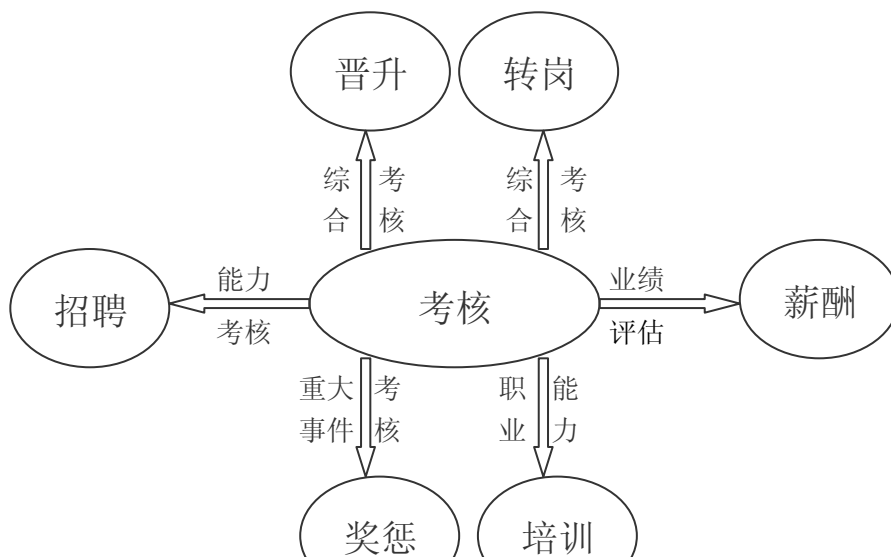 晋升
转岗
综合 考核
综合 考核
招聘
能力
考核
考核
业绩
评估
薪酬
重大事件 考核
职业 能力
奖惩
培训